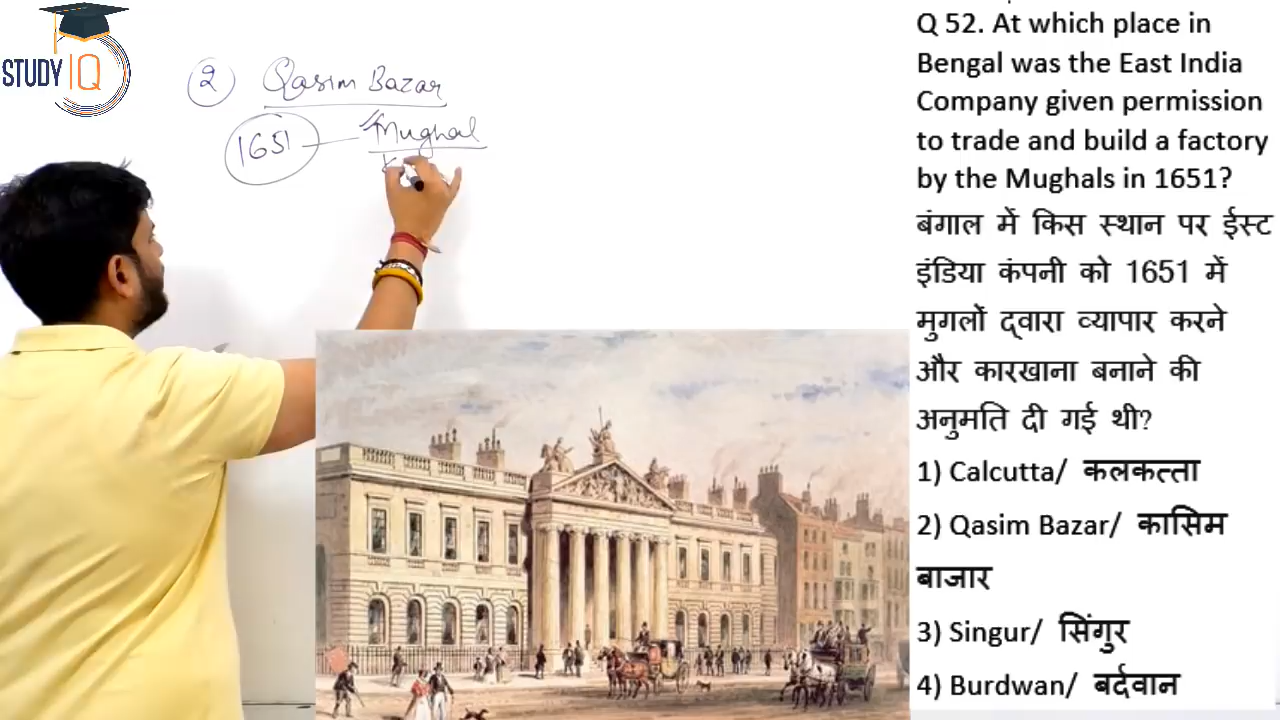 STUDY IQ
2 Qasim Bazar
1651 Mughal
Q 52. At which place in
Bengal was the East India
Company given permission
to trade and build a factory
by the Mughals in 1651?
बंगाल में किस स्थान पर ईस्ट
इंडिया कंपनी को 1651 में
मुगलों द्वारा व्यापार करने
और कारखाना बनाने की
अनुमति दी गई थी?
1) Calcutta/ कलकत्ता
2) Qasim Bazar/ कासिम
बाजार
3) Singur/ सिंगुर
4) Burdwan/ बर्दवान